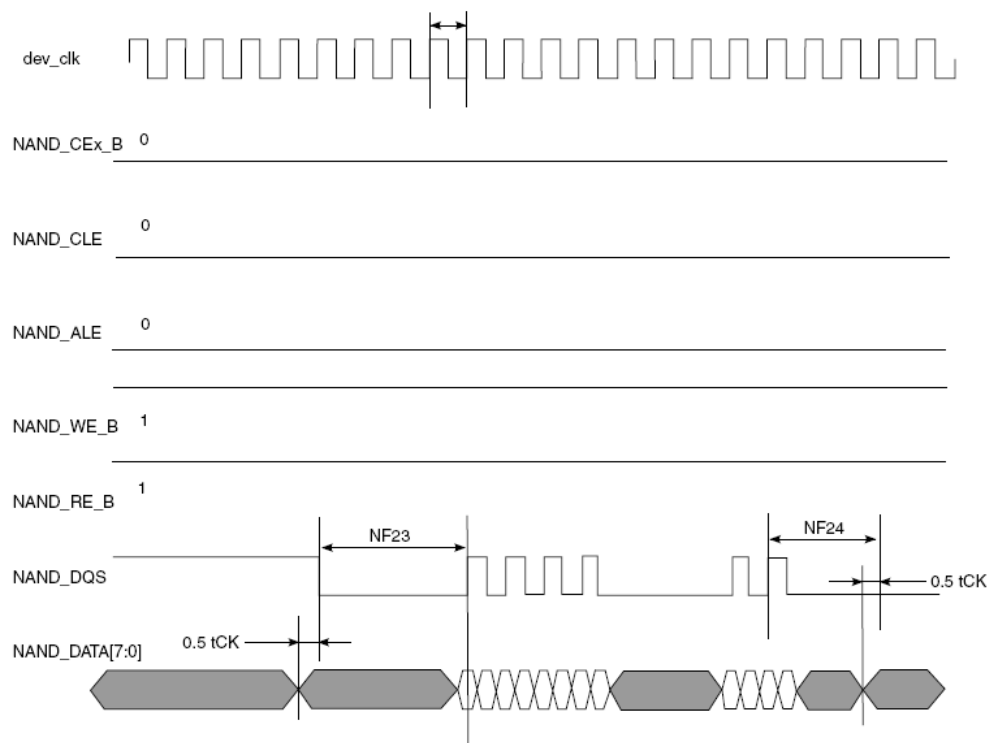 dev_clk
NAND_CEx_B 0
NAND_CLE 0
NAND_ALE 0
NAND_WE_B 1
NAND_RE_B 1
NF23
NF24
NAND_DQS
0.5 tCK
0.5 tCK
NAND_DATA[7:0]